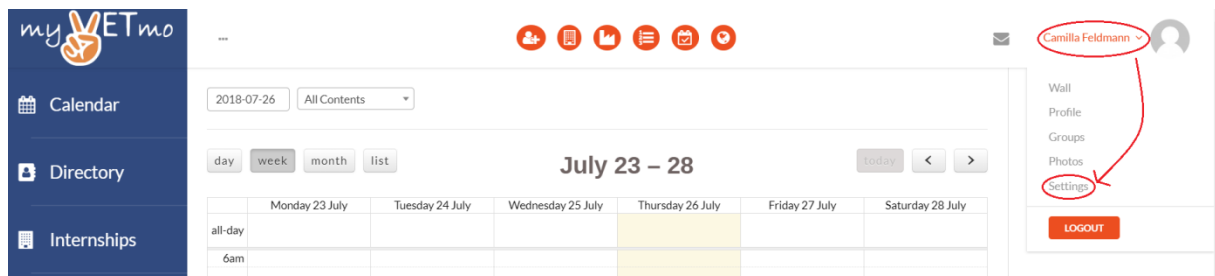 my VETmo
...
Camilla Feldmann
Calendar
Directory
Internships
2018-07-26 All Contents
day week month list
July 23 – 28
today < >
Monday 23 July Tuesday 24 July Wednesday 25 July Thursday 26 July Friday 27 July Saturday 28 July
all-day
6am
Wall
Profile
Groups
Photos
Settings
LOGOUT